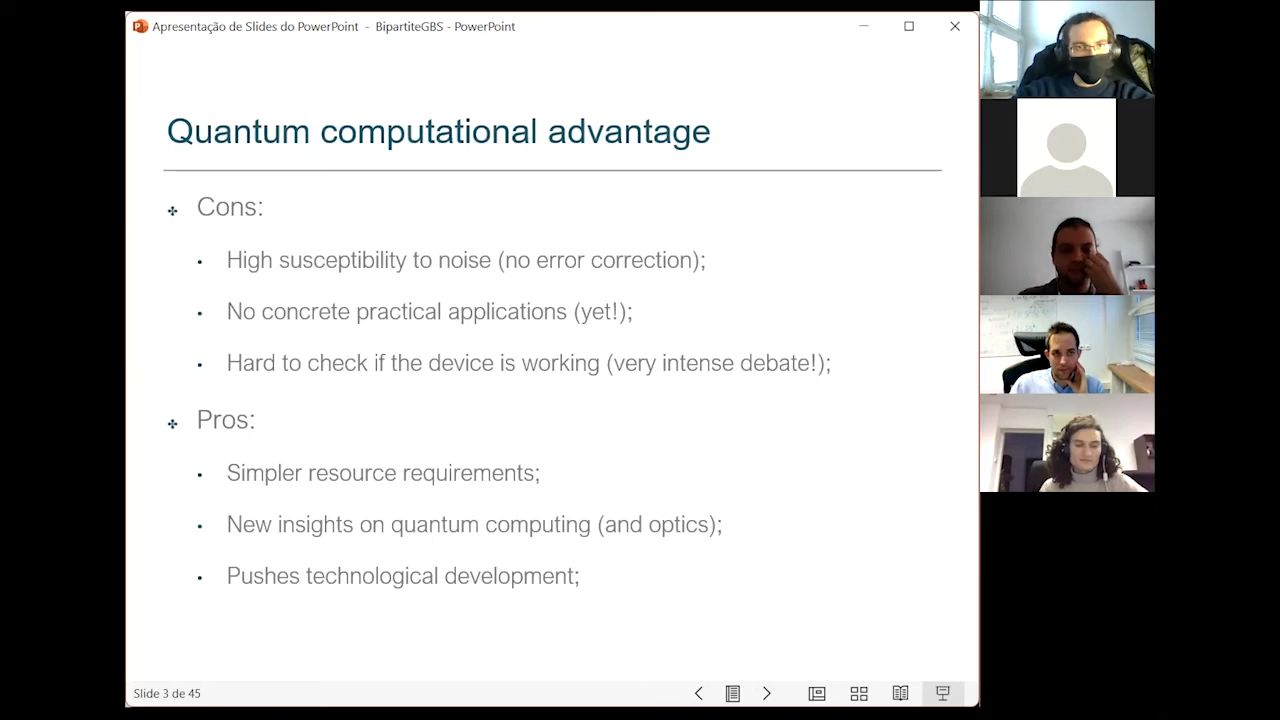 Apresentação de Slides do PowerPoint - BipartiteGBS - PowerPoint
Quantum computational advantage
Cons:
High susceptibility to noise (no error correction);
No concrete practical applications (yet!);
Hard to check if the device is working (very intense debate!);
Pros:
Simpler resource requirements;
New insights on quantum computing (and optics);
Pushes technological development;
Slide 3 de 45